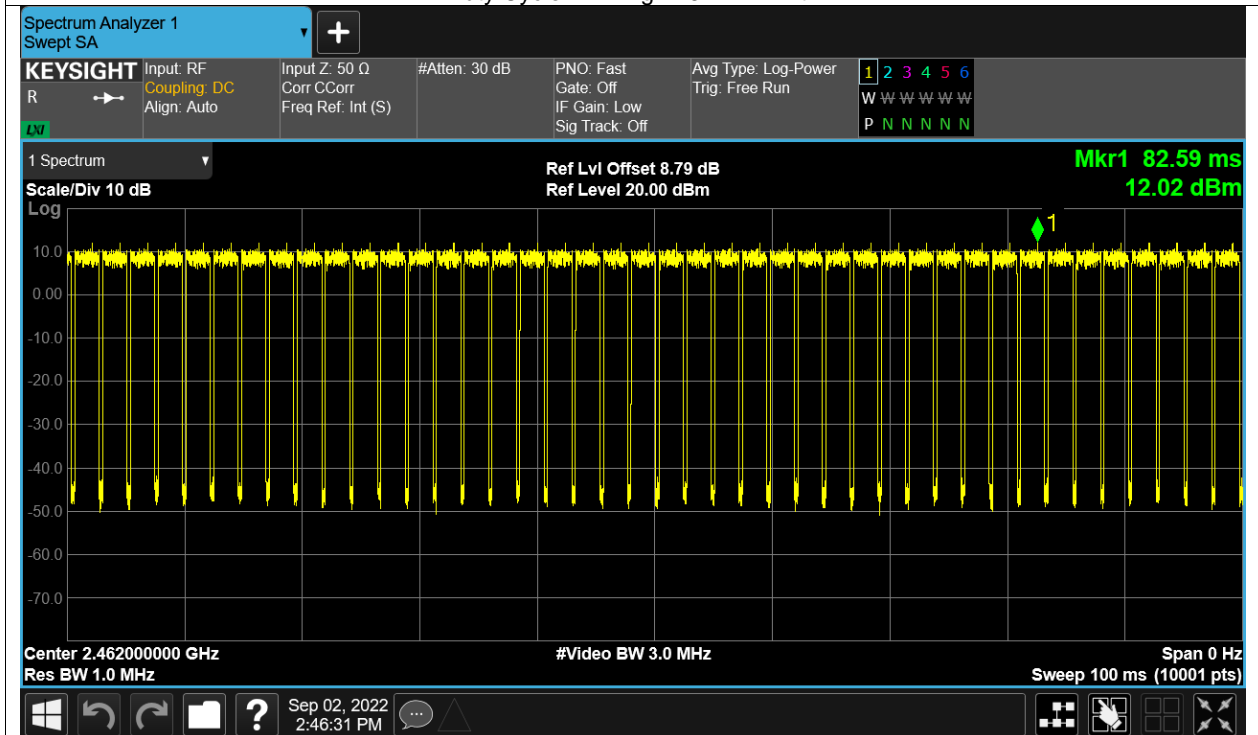 Spectrum Analyzer 1
Swept SA
+
KEYSIGHT Input: RF Input Z: 50 Ω #Atten: 30 dB PNO: Fast Avg Type: Log-Power 1 2 3 4 5 6
R Coupling: DC Corr CCorr Gate: Off Trig: Free Run W W W W W W
Align: Auto Freq Ref: Int (S) IF Gain: Low
LXI Sig Track: Off P N N N N N
1 Spectrum Ref Lvl Offset 8.79 dB Mkr1 82.59 ms
Scale/Div 10 dB Ref Level 20.00 dBm 12.02 dBm
Log
1
10.0
0.00
-10.0
-20.0
-30.0
-40.0
-50.0
-60.0
-70.0
Center 2.462000000 GHz #Video BW 3.0 MHz Span 0 Hz
Res BW 1.0 MHz Sweep 100 ms (10001 pts)
? Sep 02, 2022
2:46:31 PM